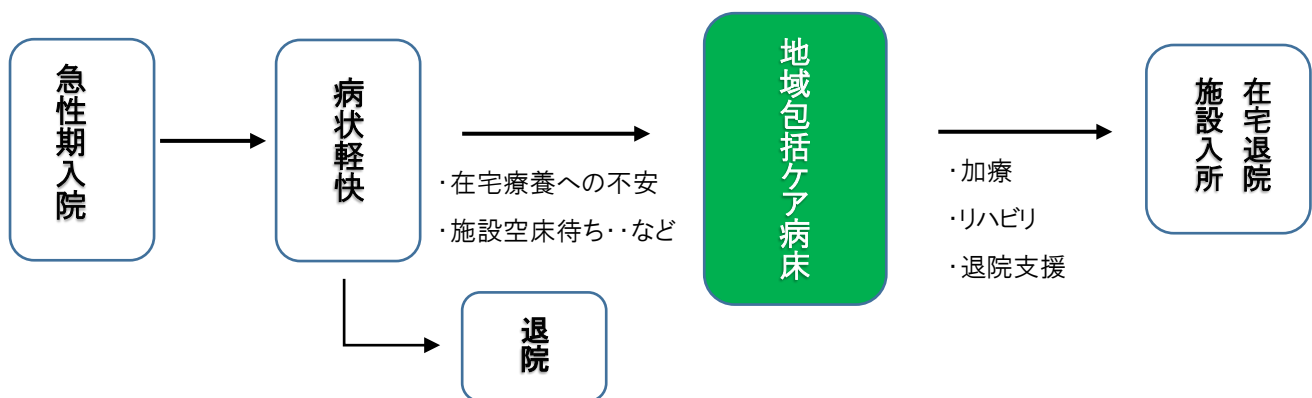 急性期入院
病状軽快
・在宅療養への不安
・施設空床待ち・・など
退院
地域包括ケア病床
・加療
・リハビリ
・退院支援
在宅退院
施設入所